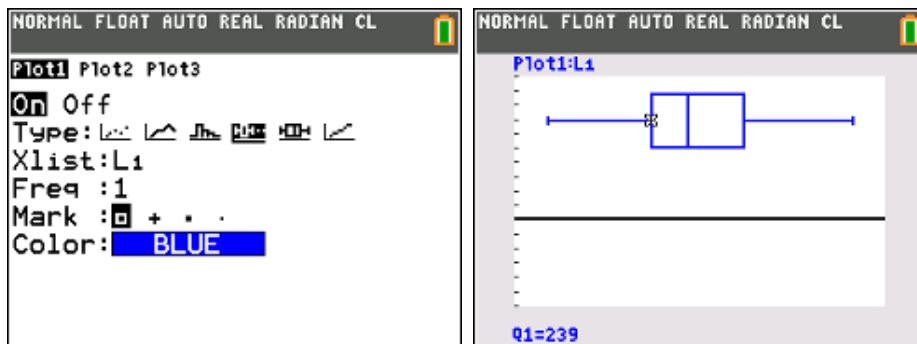 NORMAL FLOAT AUTO REAL RADIAN CL
Plot1 Plot2 Plot3
On Off
Type:
Xlist:L₁
Freq :1
Mark :
Color: BLUE
NORMAL FLOAT AUTO REAL RADIAN CL
Plot1:L₁
Q1=239